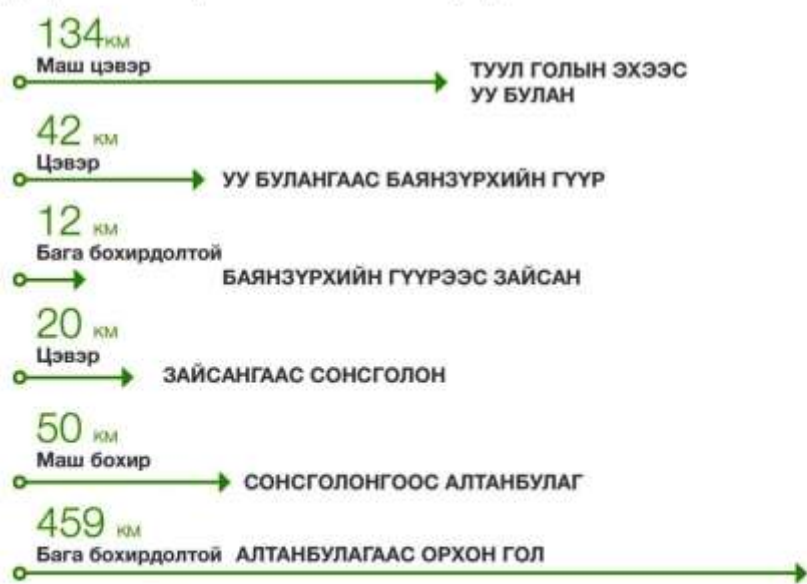 134км
Маш цэвэр
ТУУЛ ГОЛЫН ЭХЭЭС
УУ БУЛАН
42 км
Цэвэр
УУ БУЛАНГААС БАЯНЗҮРХИЙН ГҮҮР
12 км
Бага бохирдолтой
БАЯНЗҮРХИЙН ГҮҮРЭЭС ЗАЙСАН
20 км
Цэвэр
ЗАЙСАНГААС СОНСГОЛОН
50 км
Маш бохир
СОНСГОЛОНГООС АЛТАНБУЛАГ
459 км
Бага бохирдолтой АЛТАНБУЛАГААС ОРХОН ГОЛ